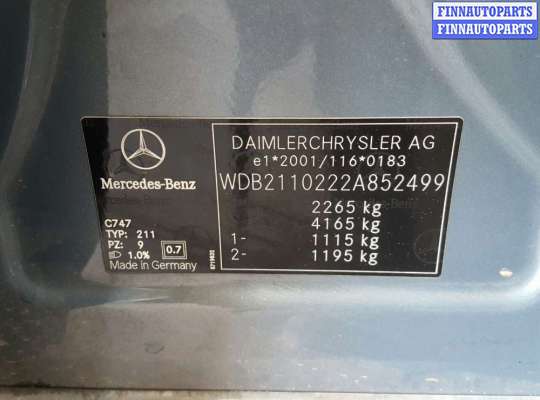 FINNAUTOPARTS
FINNAUTOPARTS
Mercedes-Benz
C747
TYP: 211
PZ: 9
1.0% 0.7
Made in Germany
DAIMLERCHRYSLER AG
e1*2001/116*0183
WDB2110222A852499
2265 kg
4165 kg
1- 1115 kg
2- 1195 kg